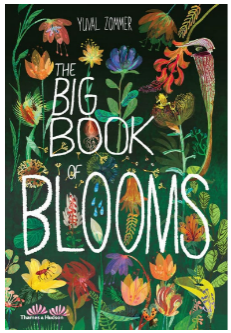 YUVAL ZOMMER
THE
BIG
BOOK
OF
BLOOMS
Thames & Hudson